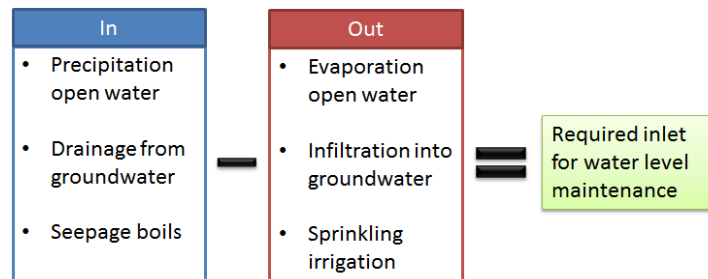 In
• Precipitation
open water
• Drainage from
groundwater
• Seepage boils
Out
• Evaporation
open water
• Infiltration into
groundwater
• Sprinkling
irrigation
Required inlet
for water level
maintenance